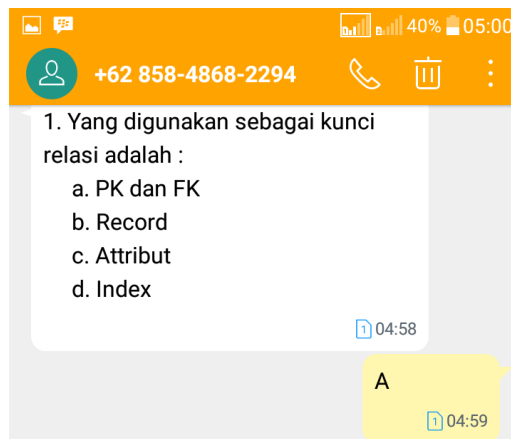 40% 05:00
+62 858-4868-2294
1. Yang digunakan sebagai kunci
relasi adalah :
a. PK dan FK
b. Record
c. Attribut
d. Index
1 04:58
A
1 04:59